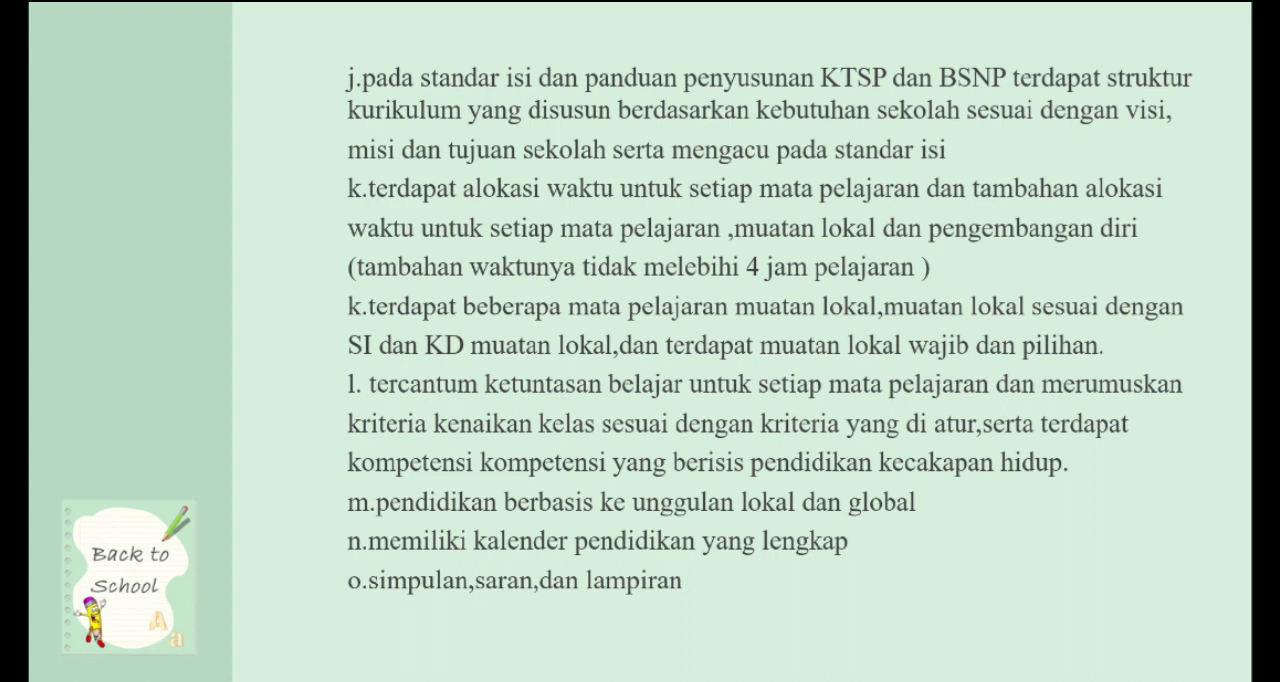 j.pada standar isi dan panduan penyusunan KTSP dan BSNP terdapat struktur
kurikulum yang disusun berdasarkan kebutuhan sekolah sesuai dengan visi,
misi dan tujuan sekolah serta mengacu pada standar isi
k.terdapat alokasi waktu untuk setiap mata pelajaran dan tambahan alokasi
waktu untuk setiap mata pelajaran ,muatan lokal dan pengembangan diri
(tambahan waktunya tidak melebihi 4 jam pelajaran )
k.terdapat beberapa mata pelajaran muatan lokal,muatan lokal sesuai dengan
SI dan KD muatan lokal,dan terdapat muatan lokal wajib dan pilihan.
l. tercantum ketuntasan belajar untuk setiap mata pelajaran dan merumuskan
kriteria kenaikan kelas sesuai dengan kriteria yang di atur,serta terdapat
kompetensi kompetensi yang berisis pendidikan kecakapan hidup.
m.pendidikan berbasis ke unggulan lokal dan global
n.memiliki kalender pendidikan yang lengkap
o.simpulan,saran,dan lampiran
Back to
School
A
a